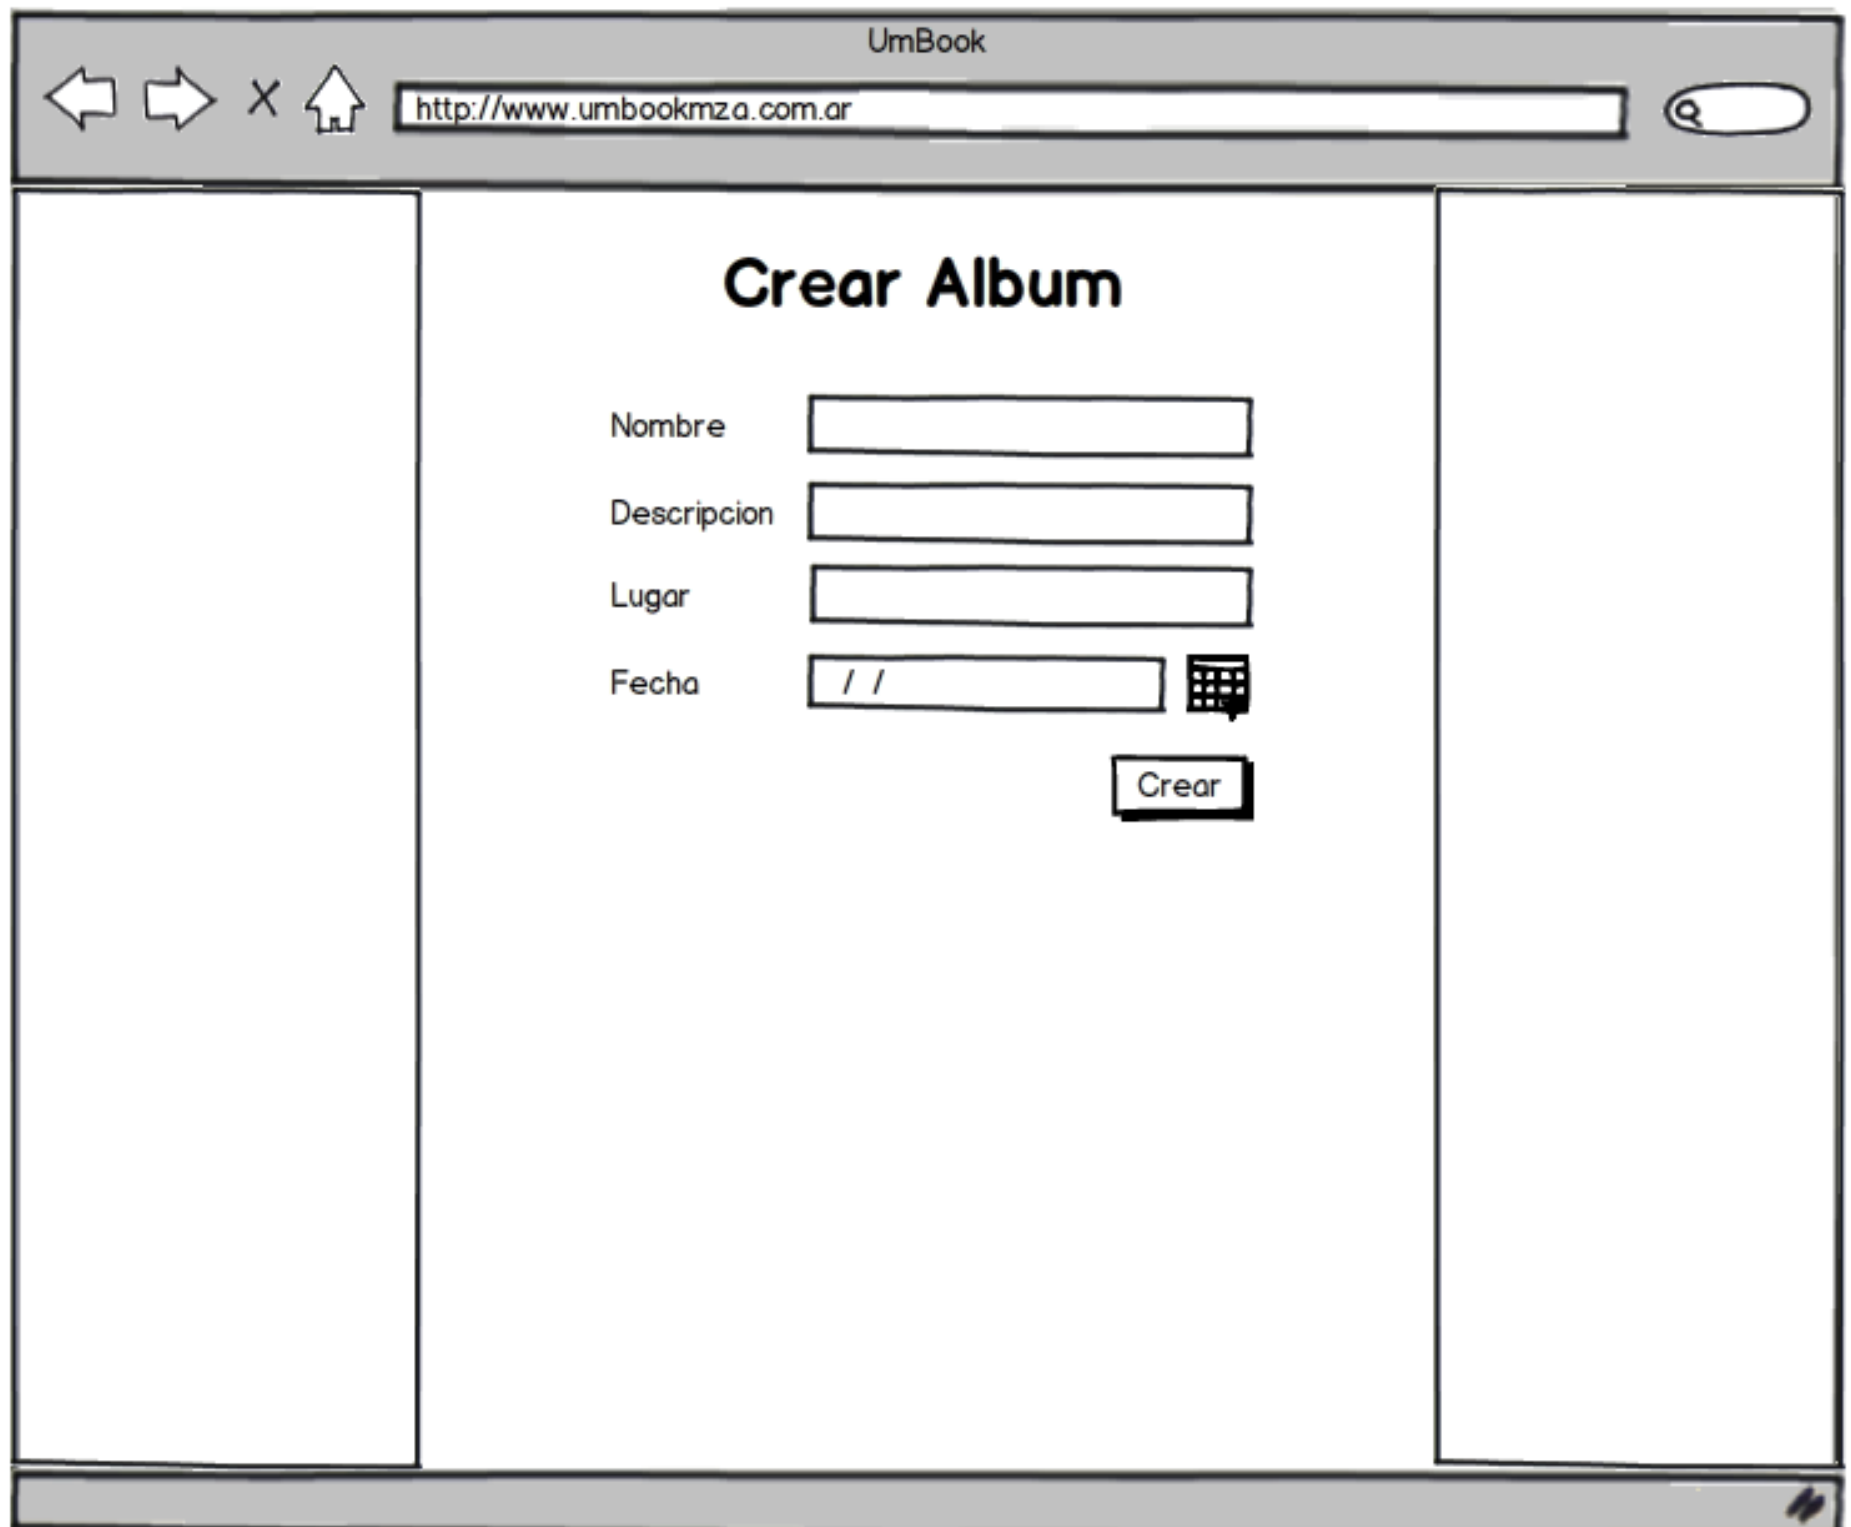 UmBook
http://www.umbookmza.com.ar
Crear Album
Nombre
Descripcion
Lugar
Fecha / /
Crear